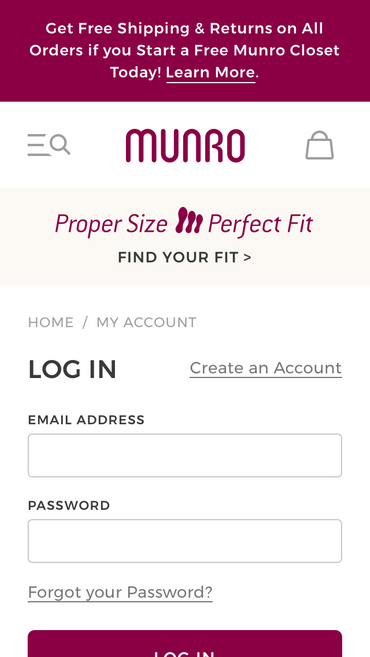 Get Free Shipping & Returns on All
Orders if you Start a Free Munro Closet
Today! Learn More.
MUNRO
Proper Size Perfect Fit
FIND YOUR FIT >
HOME / MY ACCOUNT
LOG IN Create an Account
EMAIL ADDRESS
PASSWORD
Forgot your Password?
LOG IN